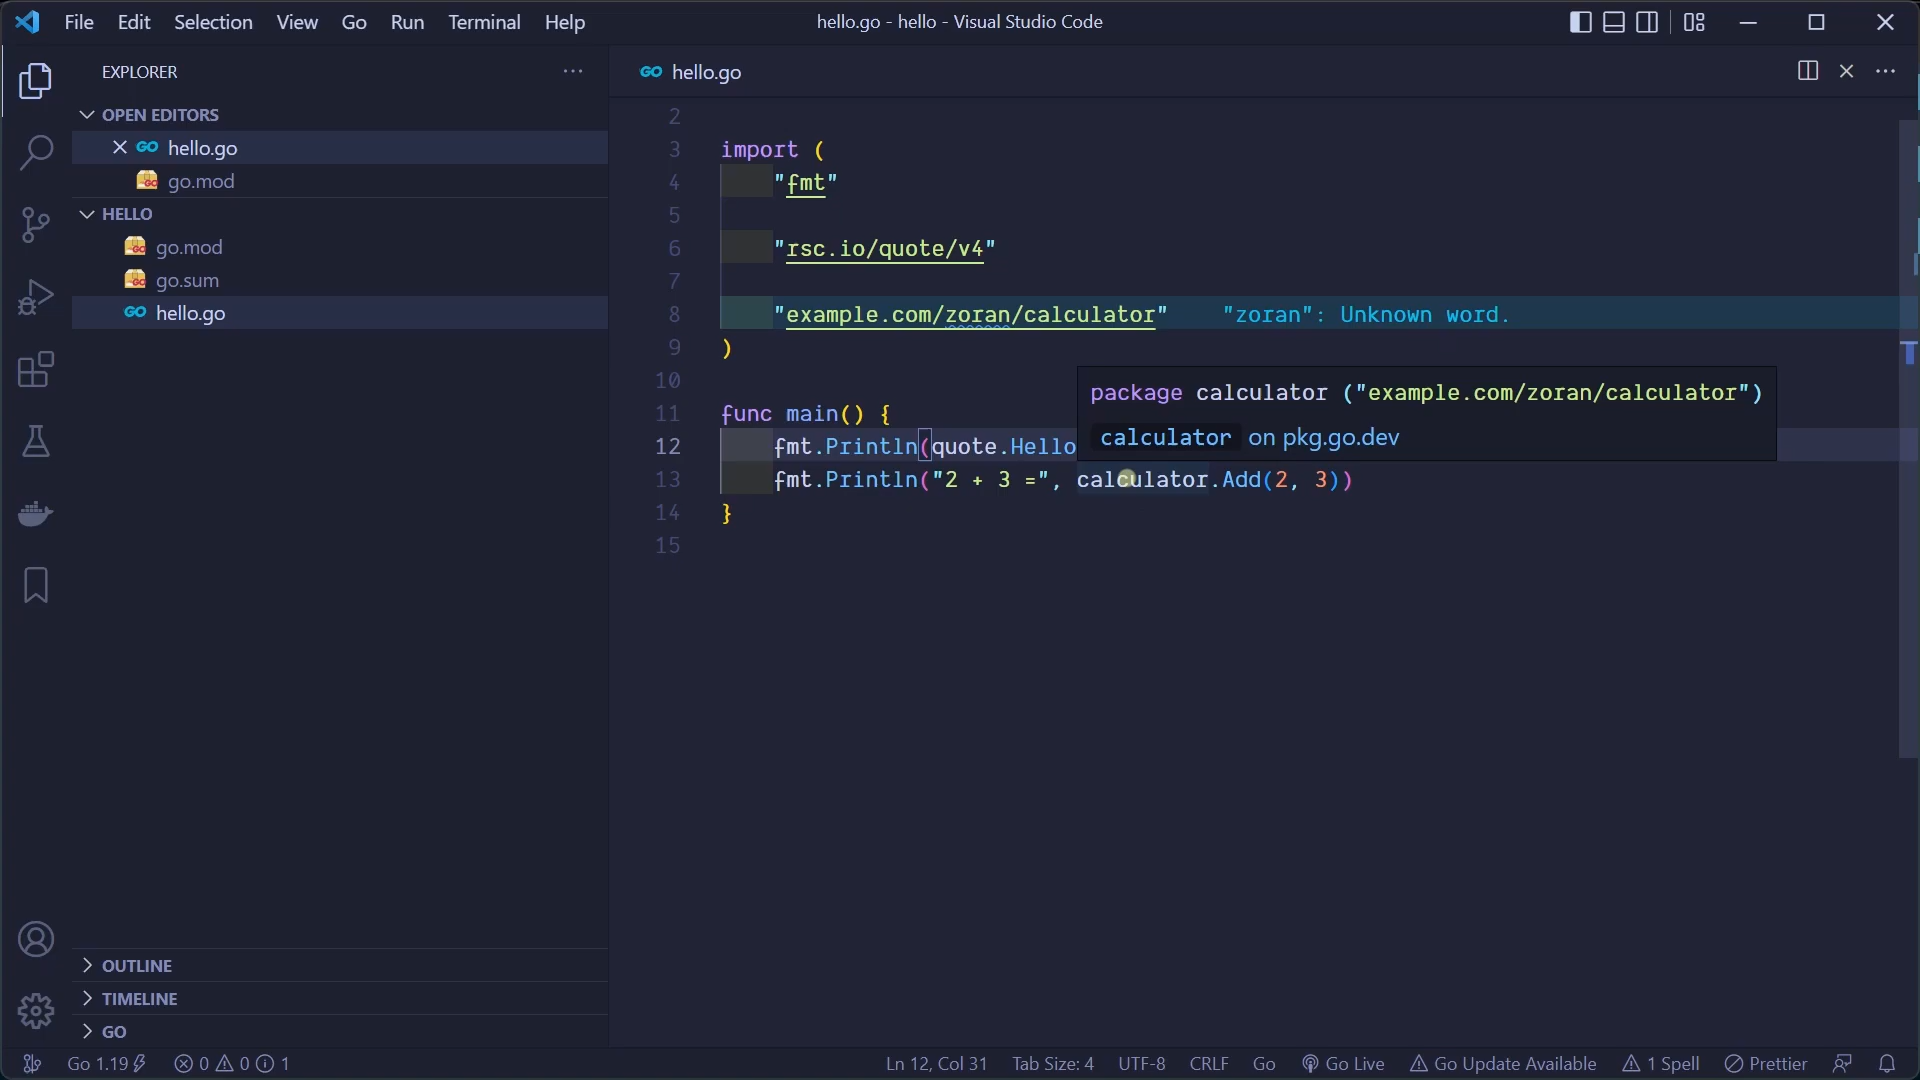 File Edit Selection View Go Run Terminal Help
hello.go - hello - Visual Studio Code
EXPLORER
OPEN EDITORS
GO hello.go
go.mod
HELLO
go.mod
go.sum
GO hello.go
OUTLINE
TIMELINE
GO
GO hello.go
2
3 import (
4 "fmt"
5
6 "rsc.io/quote/v4"
7
8 "example.com/zoran/calculator" "zoran": Unknown word.
9 )
10
package calculator ("example.com/zoran/calculator")
calculator on pkg.go.dev
11 func main() {
12 fmt.Println(quote.Hello
13 fmt.Println("2 + 3 =", calculator.Add(2, 3))
14 }
15
Go 1.19 0 0 1 Ln 12, Col 31 Tab Size: 4 UTF-8 CRLF Go Go Live Go Update Available 1 Spell Prettier